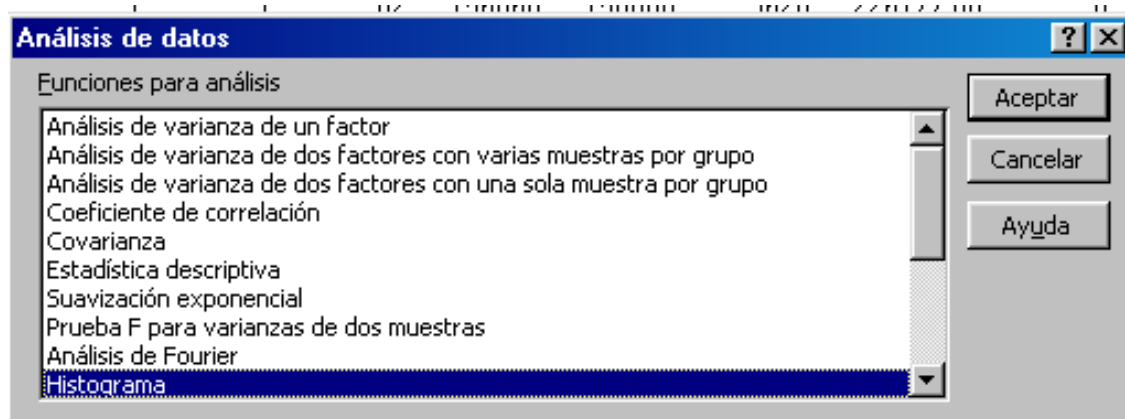 Análisis de datos
Funciones para análisis
Análisis de varianza de un factor
Análisis de varianza de dos factores con varias muestras por grupo
Análisis de varianza de dos factores con una sola muestra por grupo
Coeficiente de correlación
Covarianza
Estadística descriptiva
Suavización exponencial
Prueba F para varianzas de dos muestras
Análisis de Fourier
Histograma
Aceptar
Cancelar
Ayuda